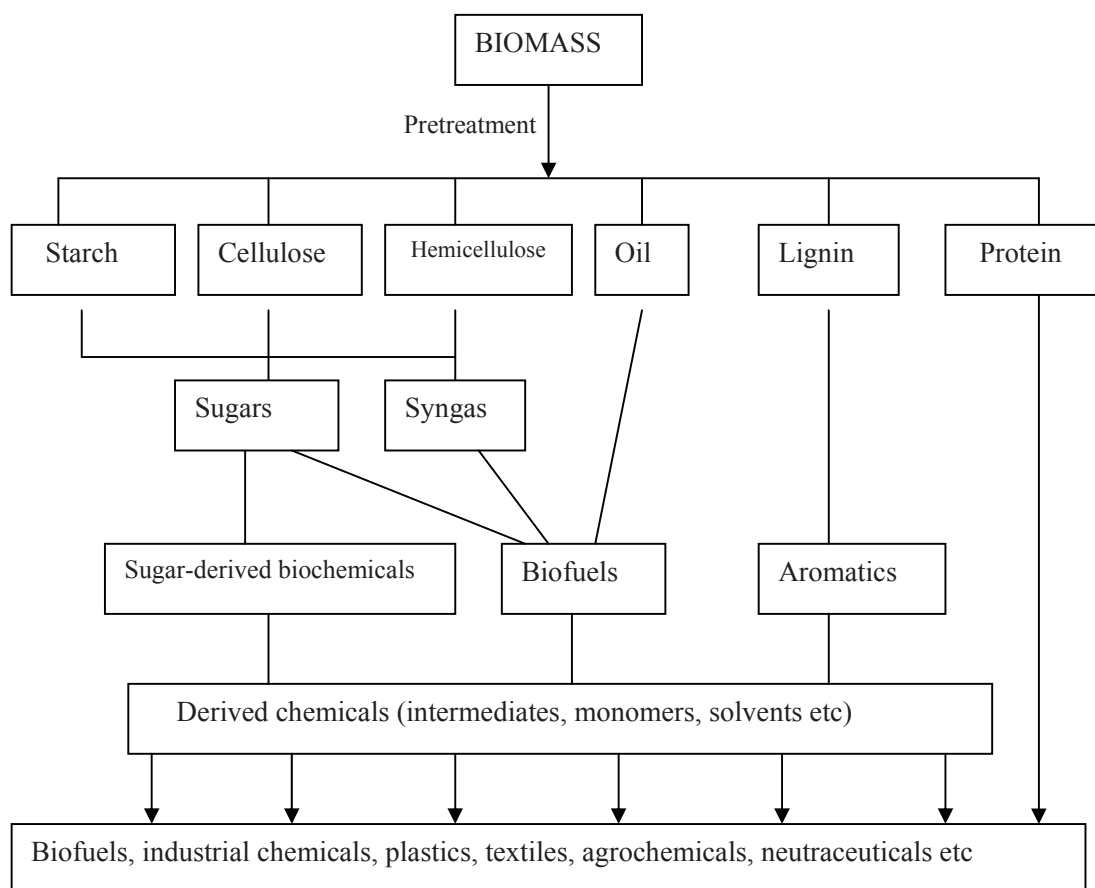 BIOMASS
Pretreatment
Starch
Cellulose
Hemicellulose
Oil
Lignin
Protein
Sugars
Syngas
Sugar-derived biochemicals
Biofuels
Aromatics
Derived chemicals (intermediates, monomers, solvents etc)
Biofuels, industrial chemicals, plastics, textiles, agrochemicals, neutraceuticals etc